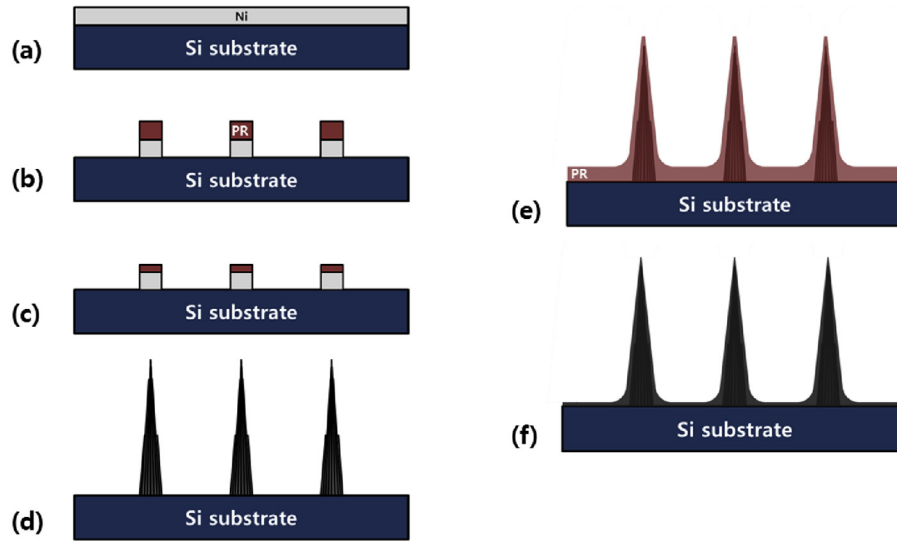 Ni
(a) Si substrate
PR
(b) Si substrate
(c) Si substrate
(d) Si substrate
PR
(e) Si substrate
(f) Si substrate